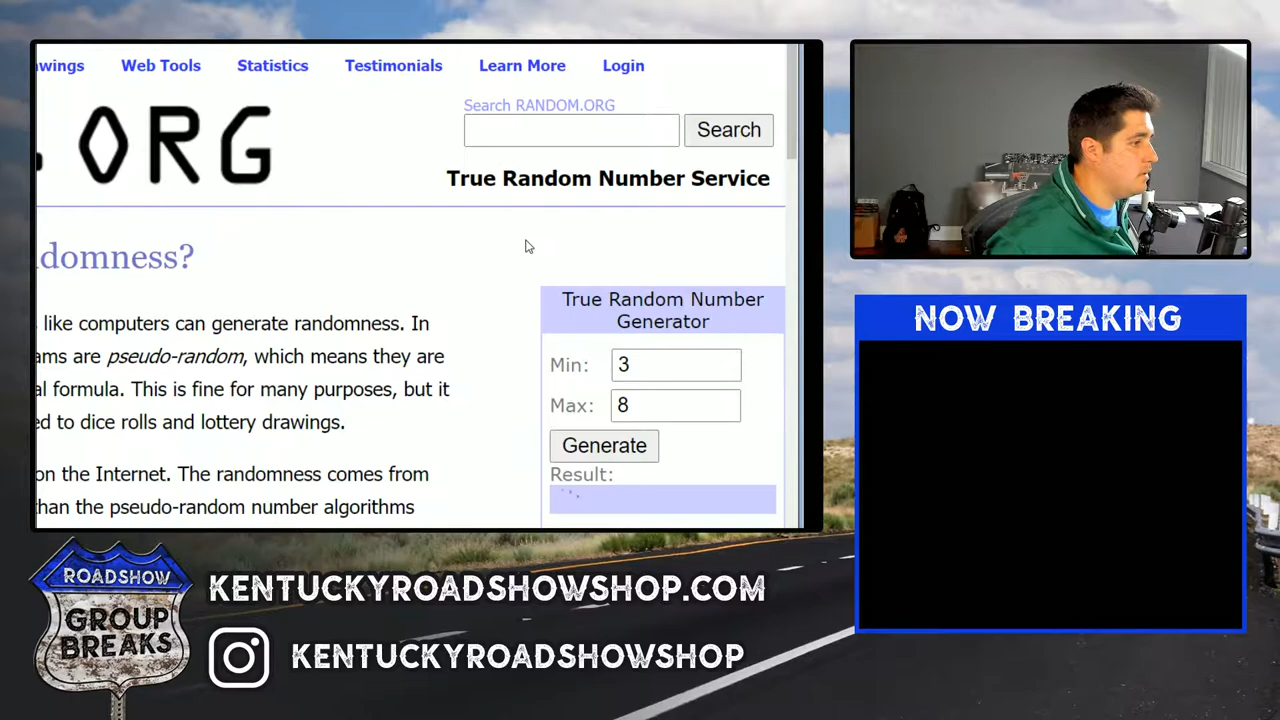 wings Web Tools Statistics Testimonials Learn More Login
Search RANDOM.ORG
. ORG
Search
True Random Number Service
domness?
True Random Number
Generator
like computers can generate randomness. In
ams are pseudo-random, which means they are
al formula. This is fine for many purposes, but it
ed to dice rolls and lottery drawings.
on the Internet. The randomness comes from
than the pseudo-random number algorithms
Min: 3
Max: 8
Generate
Result:
NOW BREAKING
ROADSHOW
GROUP
BREAKS
KENTUCKYROADSHOWSHOP.COM
KENTUCKYROADSHOWSHOP